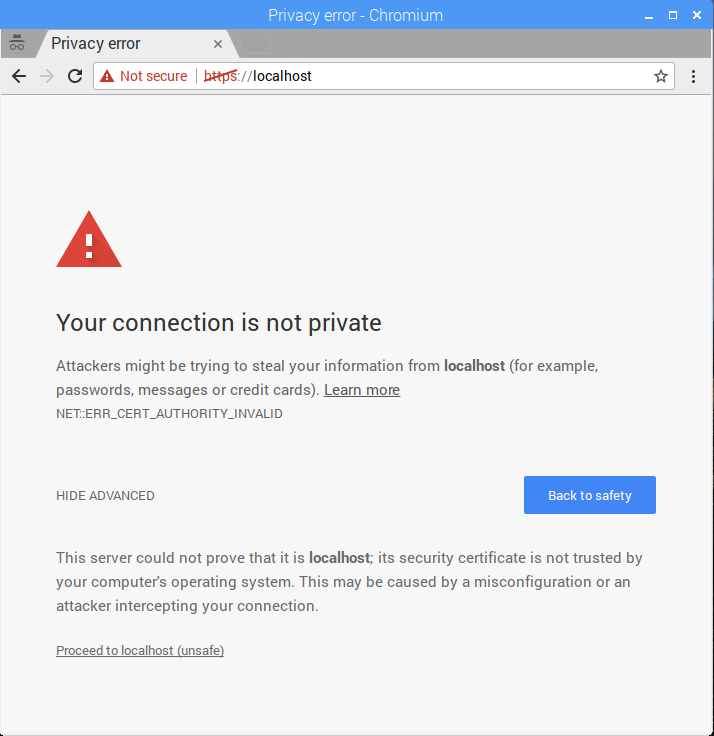 Privacy error - Chromium
Privacy error
Not secure https://localhost
Your connection is not private
Attackers might be trying to steal your information from localhost (for example,
passwords, messages or credit cards). Learn more
NET::ERR_CERT_AUTHORITY_INVALID
HIDE ADVANCED
Back to safety
This server could not prove that it is localhost; its security certificate is not trusted by
your computer's operating system. This may be caused by a misconfiguration or an
attacker intercepting your connection.
Proceed to localhost (unsafe)